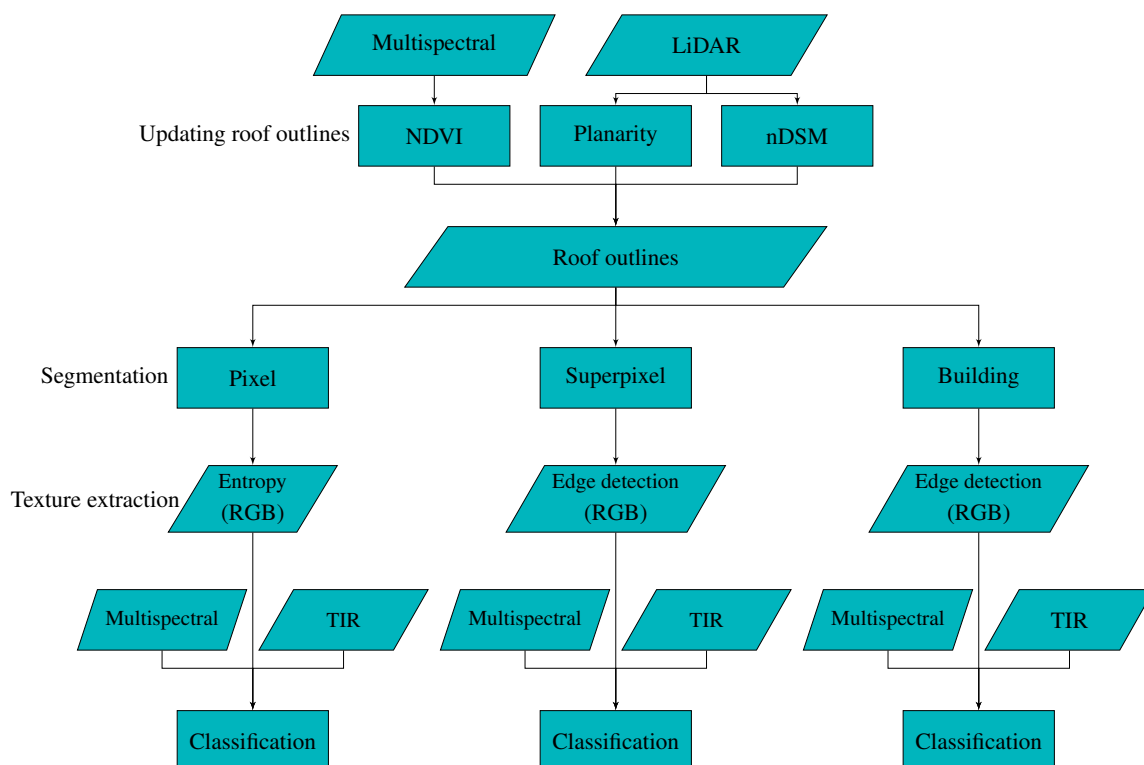 Multispectral
LiDAR
Updating roof outlines
NDVI
Planarity
nDSM
Roof outlines
Segmentation
Pixel
Superpixel
Building
Texture extraction
Entropy
(RGB)
Edge detection
(RGB)
Edge detection
(RGB)
Multispectral
TIR
Multispectral
TIR
Multispectral
TIR
Classification
Classification
Classification